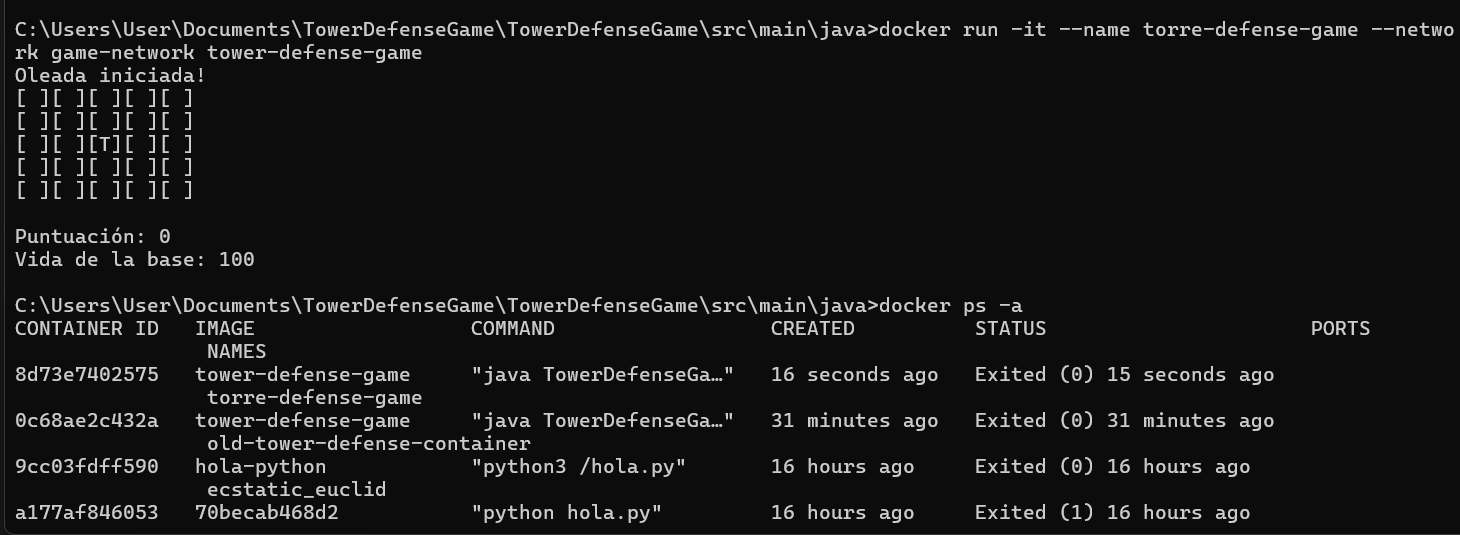 C:\Users\User\Documents\TowerDefenseGame\TowerDefenseGame\src\main\java>docker run -it --name torre-defense-game --netwo
rk game-network tower-defense-game
Oleada iniciada!
[ ][ ][ ][ ][ ]
[ ][ ][ ][ ][ ]
[ ][ ][T][ ][ ]
[ ][ ][ ][ ][ ]
[ ][ ][ ][ ][ ]
Puntuación: 0
Vida de la base: 100
C:\Users\User\Documents\TowerDefenseGame\TowerDefenseGame\src\main\java>docker ps -a
CONTAINER ID   IMAGE                  COMMAND                  CREATED          STATUS                      PORTS
                NAMES
8d73e7402575   tower-defense-game     "java TowerDefenseGa…"   16 seconds ago   Exited (0) 15 seconds ago
                torre-defense-game
0c68ae2c432a   tower-defense-game     "java TowerDefenseGa…"   31 minutes ago   Exited (0) 31 minutes ago
                old-tower-defense-container
9cc03fdff590   hola-python            "python3 /hola.py"       16 hours ago     Exited (0) 16 hours ago
                ecstatic_euclid
a177af846053   70becab468d2           "python hola.py"         16 hours ago     Exited (1) 16 hours ago